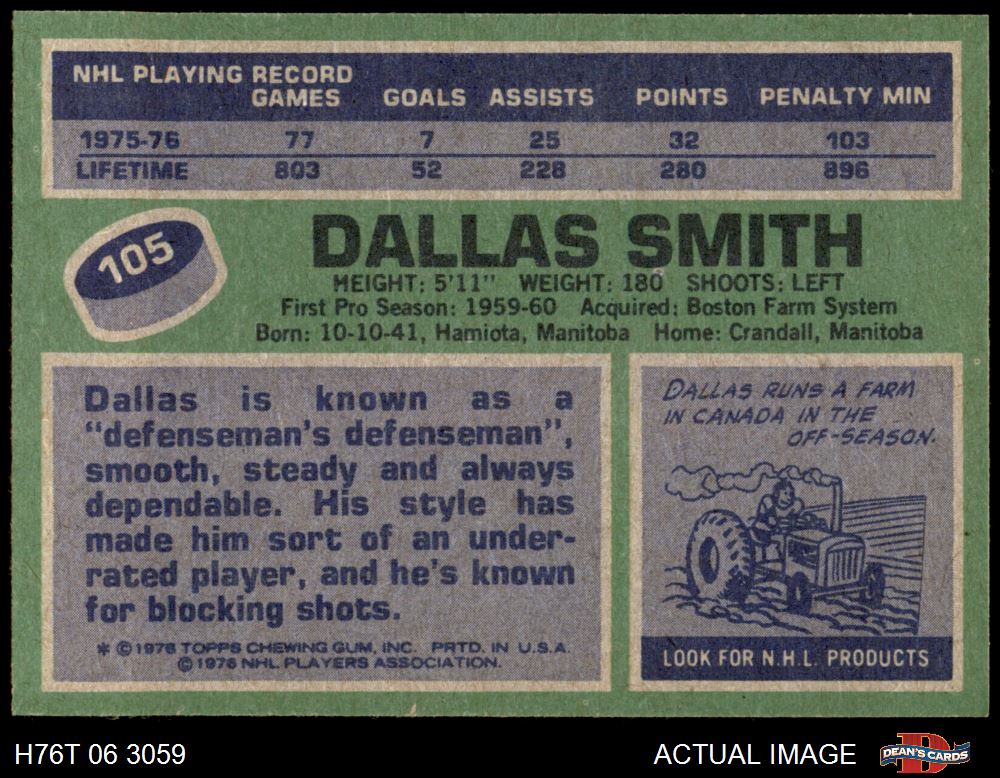 NHL PLAYING RECORD
GAMES GOALS ASSISTS POINTS PENALTY MIN
1975-76 77 7 25 32 103
LIFETIME 803 52 228 280 896
105
DALLAS SMITH
HEIGHT: 5'11" WEIGHT: 180 SHOOTS: LEFT
First Pro Season: 1959-60 Acquired: Boston Farm System
Born: 10-10-41, Hamiota, Manitoba Home: Crandall, Manitoba
Dallas is known as a
"defenseman's defenseman",
smooth, steady and always
dependable. His style has
made him sort of an under-
rated player, and he's known
for blocking shots.
* ©1976 TOPPS CHEWING GUM, INC. PRTD. IN U.S.A.
©1976 NHL PLAYERS ASSOCIATION.
DALLAS RUNS A FARM
IN CANADA IN THE
OFF-SEASON.
LOOK FOR N.H.L. PRODUCTS
H76T 06 3059 ACTUAL IMAGE
D
DEAN'S CARDS